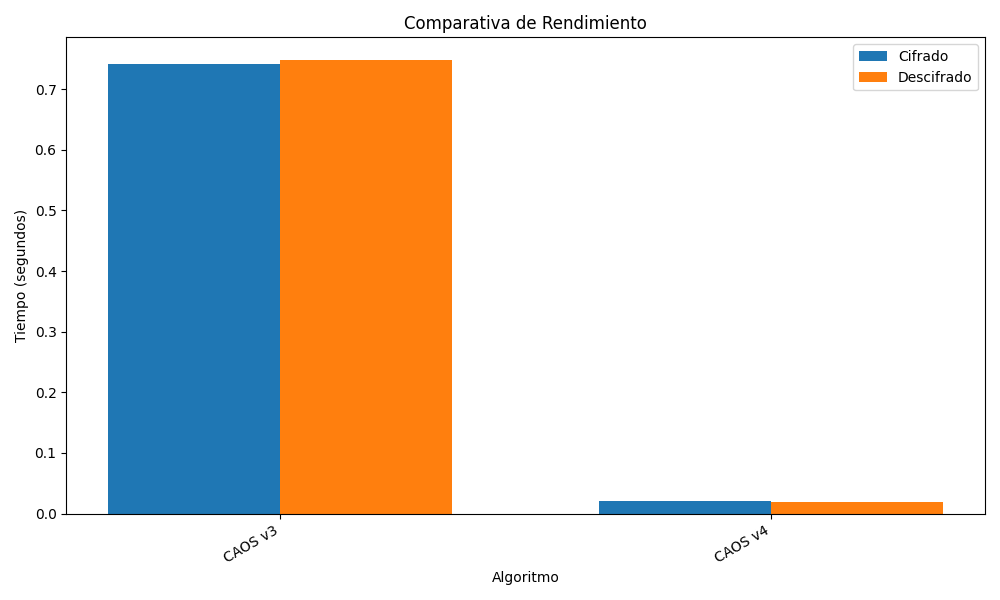 Comparativa de Rendimiento
Cifrado
Descifrado
Tiempo (segundos)
0.7
0.6
0.5
0.4
0.3
0.2
0.1
0.0
CAOS v3
CAOS v4
Algoritmo